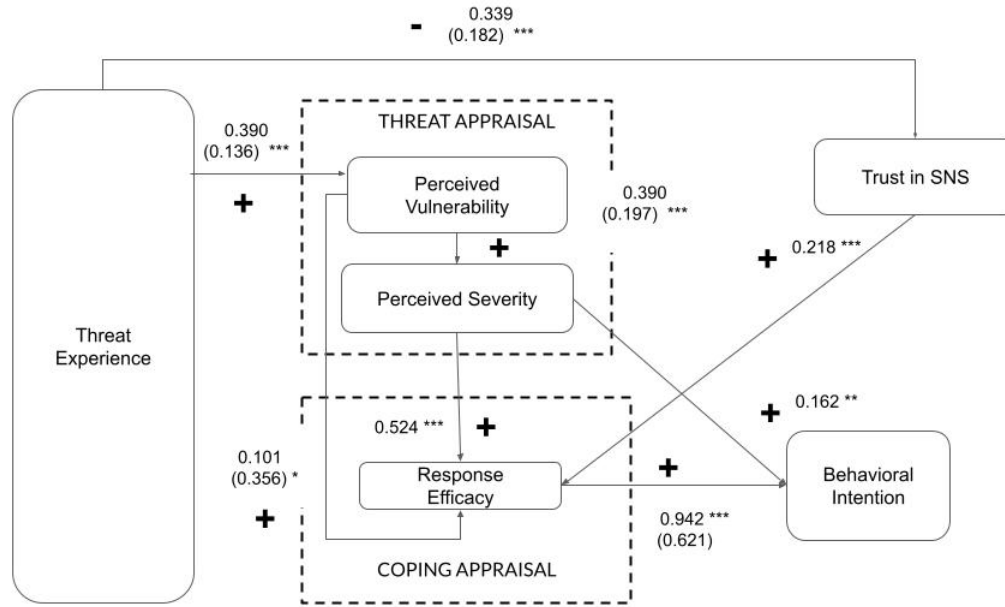 -
0.339
(0.182) ***
0.390
(0.136) ***
+
THREAT APPRAISAL
Perceived
Vulnerability
0.390
(0.197) ***
+
Perceived Severity
Trust in SNS
+
0.218 ***
Threat
Experience
0.524 ***
+
+
0.162 **
0.101
(0.356) *
+
Response
Efficacy
+
0.942 ***
(0.621)
Behavioral
Intention
COPING APPRAISAL